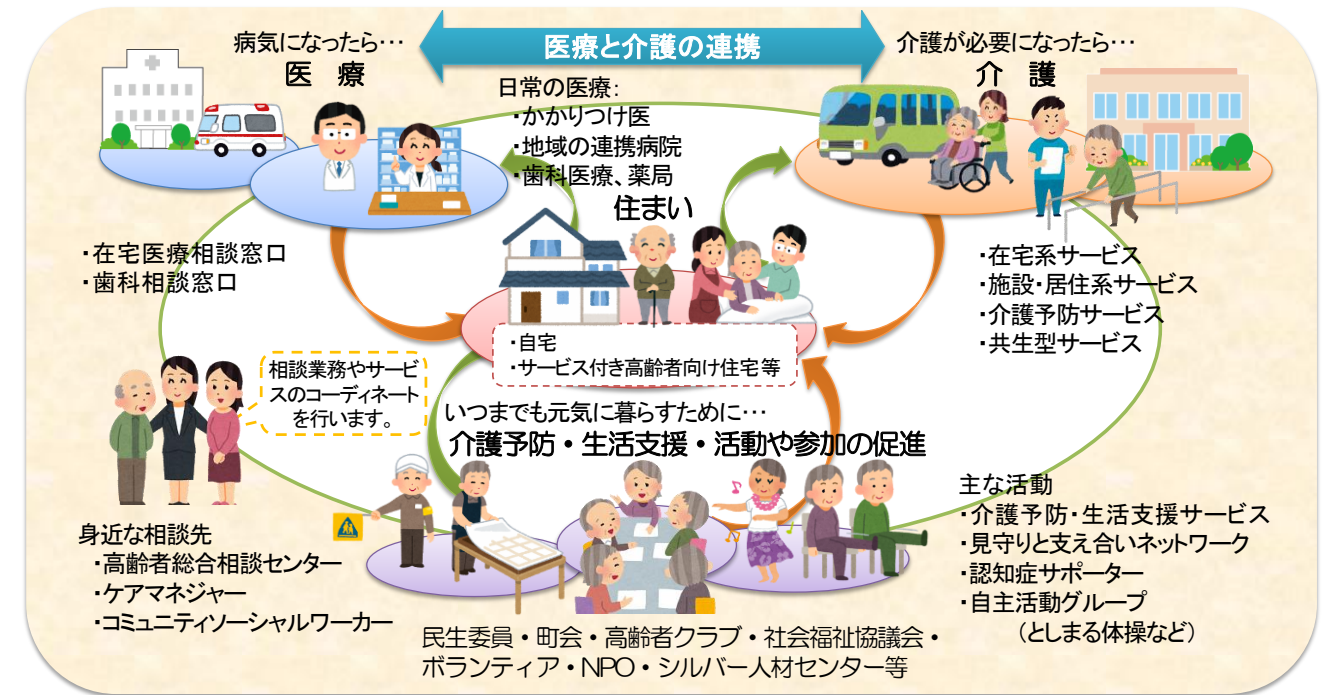 病気になったら…
医 療
医療と介護の連携
介護が必要になったら…
介 護
日常の医療：
・かかりつけ医
・地域の連携病院
・歯科医療、薬局
住まい
・在宅医療相談窓口
・歯科相談窓口
・在宅系サービス
・施設・居住系サービス
・介護予防サービス
・共生型サービス
・自宅
・サービス付き高齢者向け住宅等
相談業務やサービ
スのコーディネート
を行います。
いつまでも元気に暮らすために…
介護予防・生活支援・活動や参加の促進
身近な相談先
・高齢者総合相談センター
・ケアマネジャー
・コミュニティソーシャルワーカー
主な活動
・介護予防・生活支援サービス
・見守りと支え合いネットワーク
・認知症サポーター
・自主活動グループ
（としまる体操など）
民生委員・町会・高齢者クラブ・社会福祉協議会・
ボランティア・NPO・シルバー人材センター等